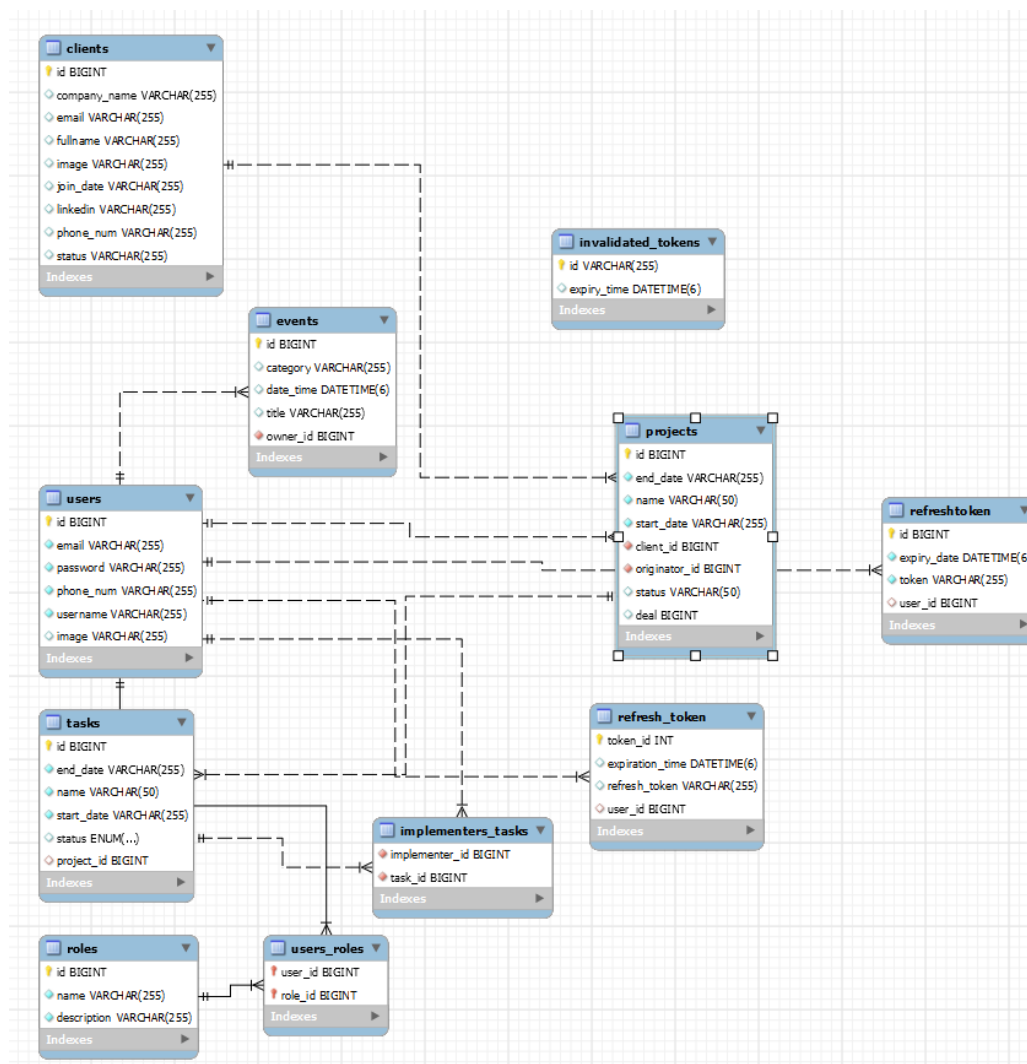 clients
id BIGINT
company_name VARCHAR(255)
email VARCHAR(255)
fullname VARCHAR(255)
image VARCHAR(255)
join_date VARCHAR(255)
linkedin VARCHAR(255)
phone_num VARCHAR(255)
status VARCHAR(255)
Indexes
invalidated_tokens
id VARCHAR(255)
expiry_time DATETIME(6)
Indexes
events
id BIGINT
category VARCHAR(255)
date_time DATETIME(6)
title VARCHAR(255)
owner_id BIGINT
Indexes
projects
id BIGINT
end_date VARCHAR(255)
name VARCHAR(50)
start_date VARCHAR(255)
client_id BIGINT
originator_id BIGINT
status VARCHAR(50)
deal BIGINT
Indexes
users
id BIGINT
email VARCHAR(255)
password VARCHAR(255)
phone_num VARCHAR(255)
username VARCHAR(255)
image VARCHAR(255)
Indexes
refreshtoken
id BIGINT
expiry_date DATETIME(6
token VARCHAR(255)
user_id BIGINT
Indexes
tasks
id BIGINT
end_date VARCHAR(255)
name VARCHAR(50)
start_date VARCHAR(255)
status ENUM(...)
project_id BIGINT
Indexes
refresh_token
token_id INT
expiration_time DATETIME(6)
refresh_token VARCHAR(255)
user_id BIGINT
Indexes
implementers_tasks
implementer_id BIGINT
task_id BIGINT
Indexes
roles
id BIGINT
name VARCHAR(255)
description VARCHAR(255)
Indexes
users_roles
user_id BIGINT
role_id BIGINT
Indexes